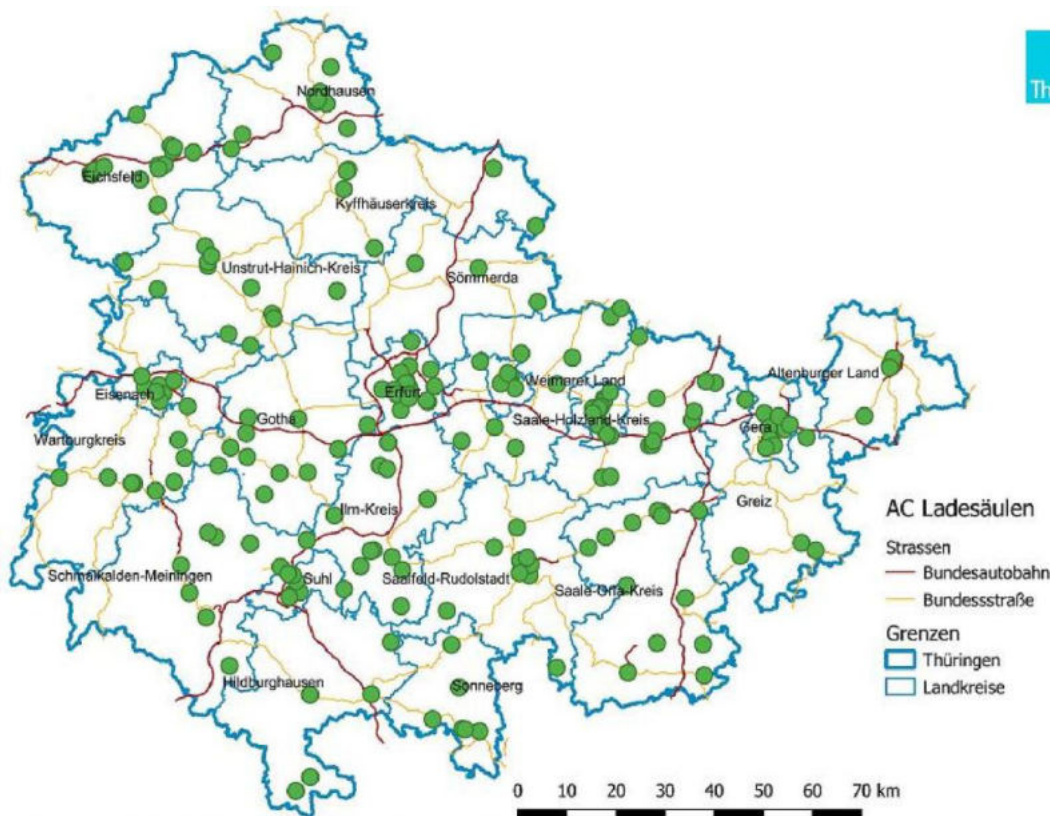 Th
Nordhausen
Eichsfeld
Kyffhäuserkreis
Unstrut-Hainich-Kreis
Sömmerda
Altenburger Land
Weimarer Land
Eisenach
Erfurt
Gotha
Saale-Holzland-Kreis
Gera
Wartburgkreis
Greiz
Ilm-Kreis
Schmalkalden-Meiningen
Suhl
Saalfeld-Rudolstadt
Saale-Orla-Kreis
Hildburghausen
Sonneberg
AC Ladesäulen
Strassen
Bundesautobahn
Bundessstraße
Grenzen
Thüringen
Landkreise
0 10 20 30 40 50 60 70 km